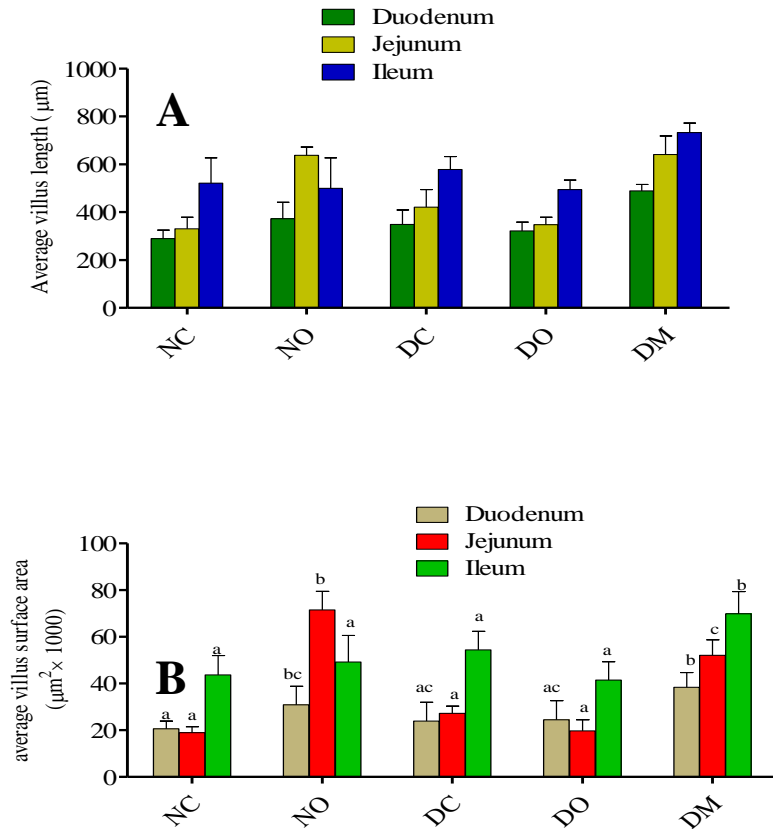 Duodenum
Jejunum
Ileum
A
Average villus length ( μm)
1000
800
600
400
200
0
NC
NO
DC
DO
DM
Duodenum
Jejunum
Ileum
B
average villus surface area
(μm²× 1000)
100
80
60
40
20
0
a a a
bc b a
ac a a
ac a a
b c b
NC
NO
DC
DO
DM